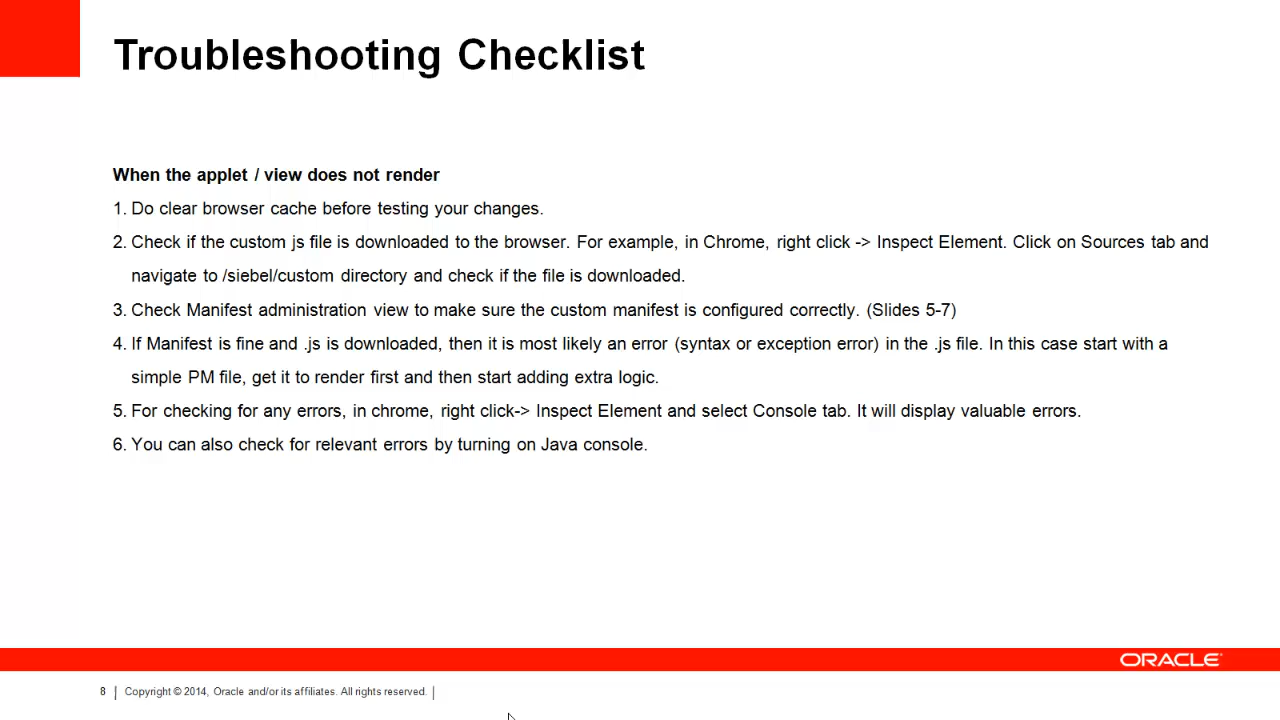 Troubleshooting Checklist
When the applet / view does not render
1. Do clear browser cache before testing your changes.
2. Check if the custom js file is downloaded to the browser. For example, in Chrome, right click -> Inspect Element. Click on Sources tab and
navigate to /siebel/custom directory and check if the file is downloaded.
3. Check Manifest administration view to make sure the custom manifest is configured correctly. (Slides 5-7)
4. If Manifest is fine and .js is downloaded, then it is most likely an error (syntax or exception error) in the .js file. In this case start with a
simple PM file, get it to render first and then start adding extra logic.
5. For checking for any errors, in chrome, right click-> Inspect Element and select Console tab. It will display valuable errors.
6. You can also check for relevant errors by turning on Java console.
ORACLE
8 | Copyright © 2014, Oracle and/or its affiliates. All rights reserved. |